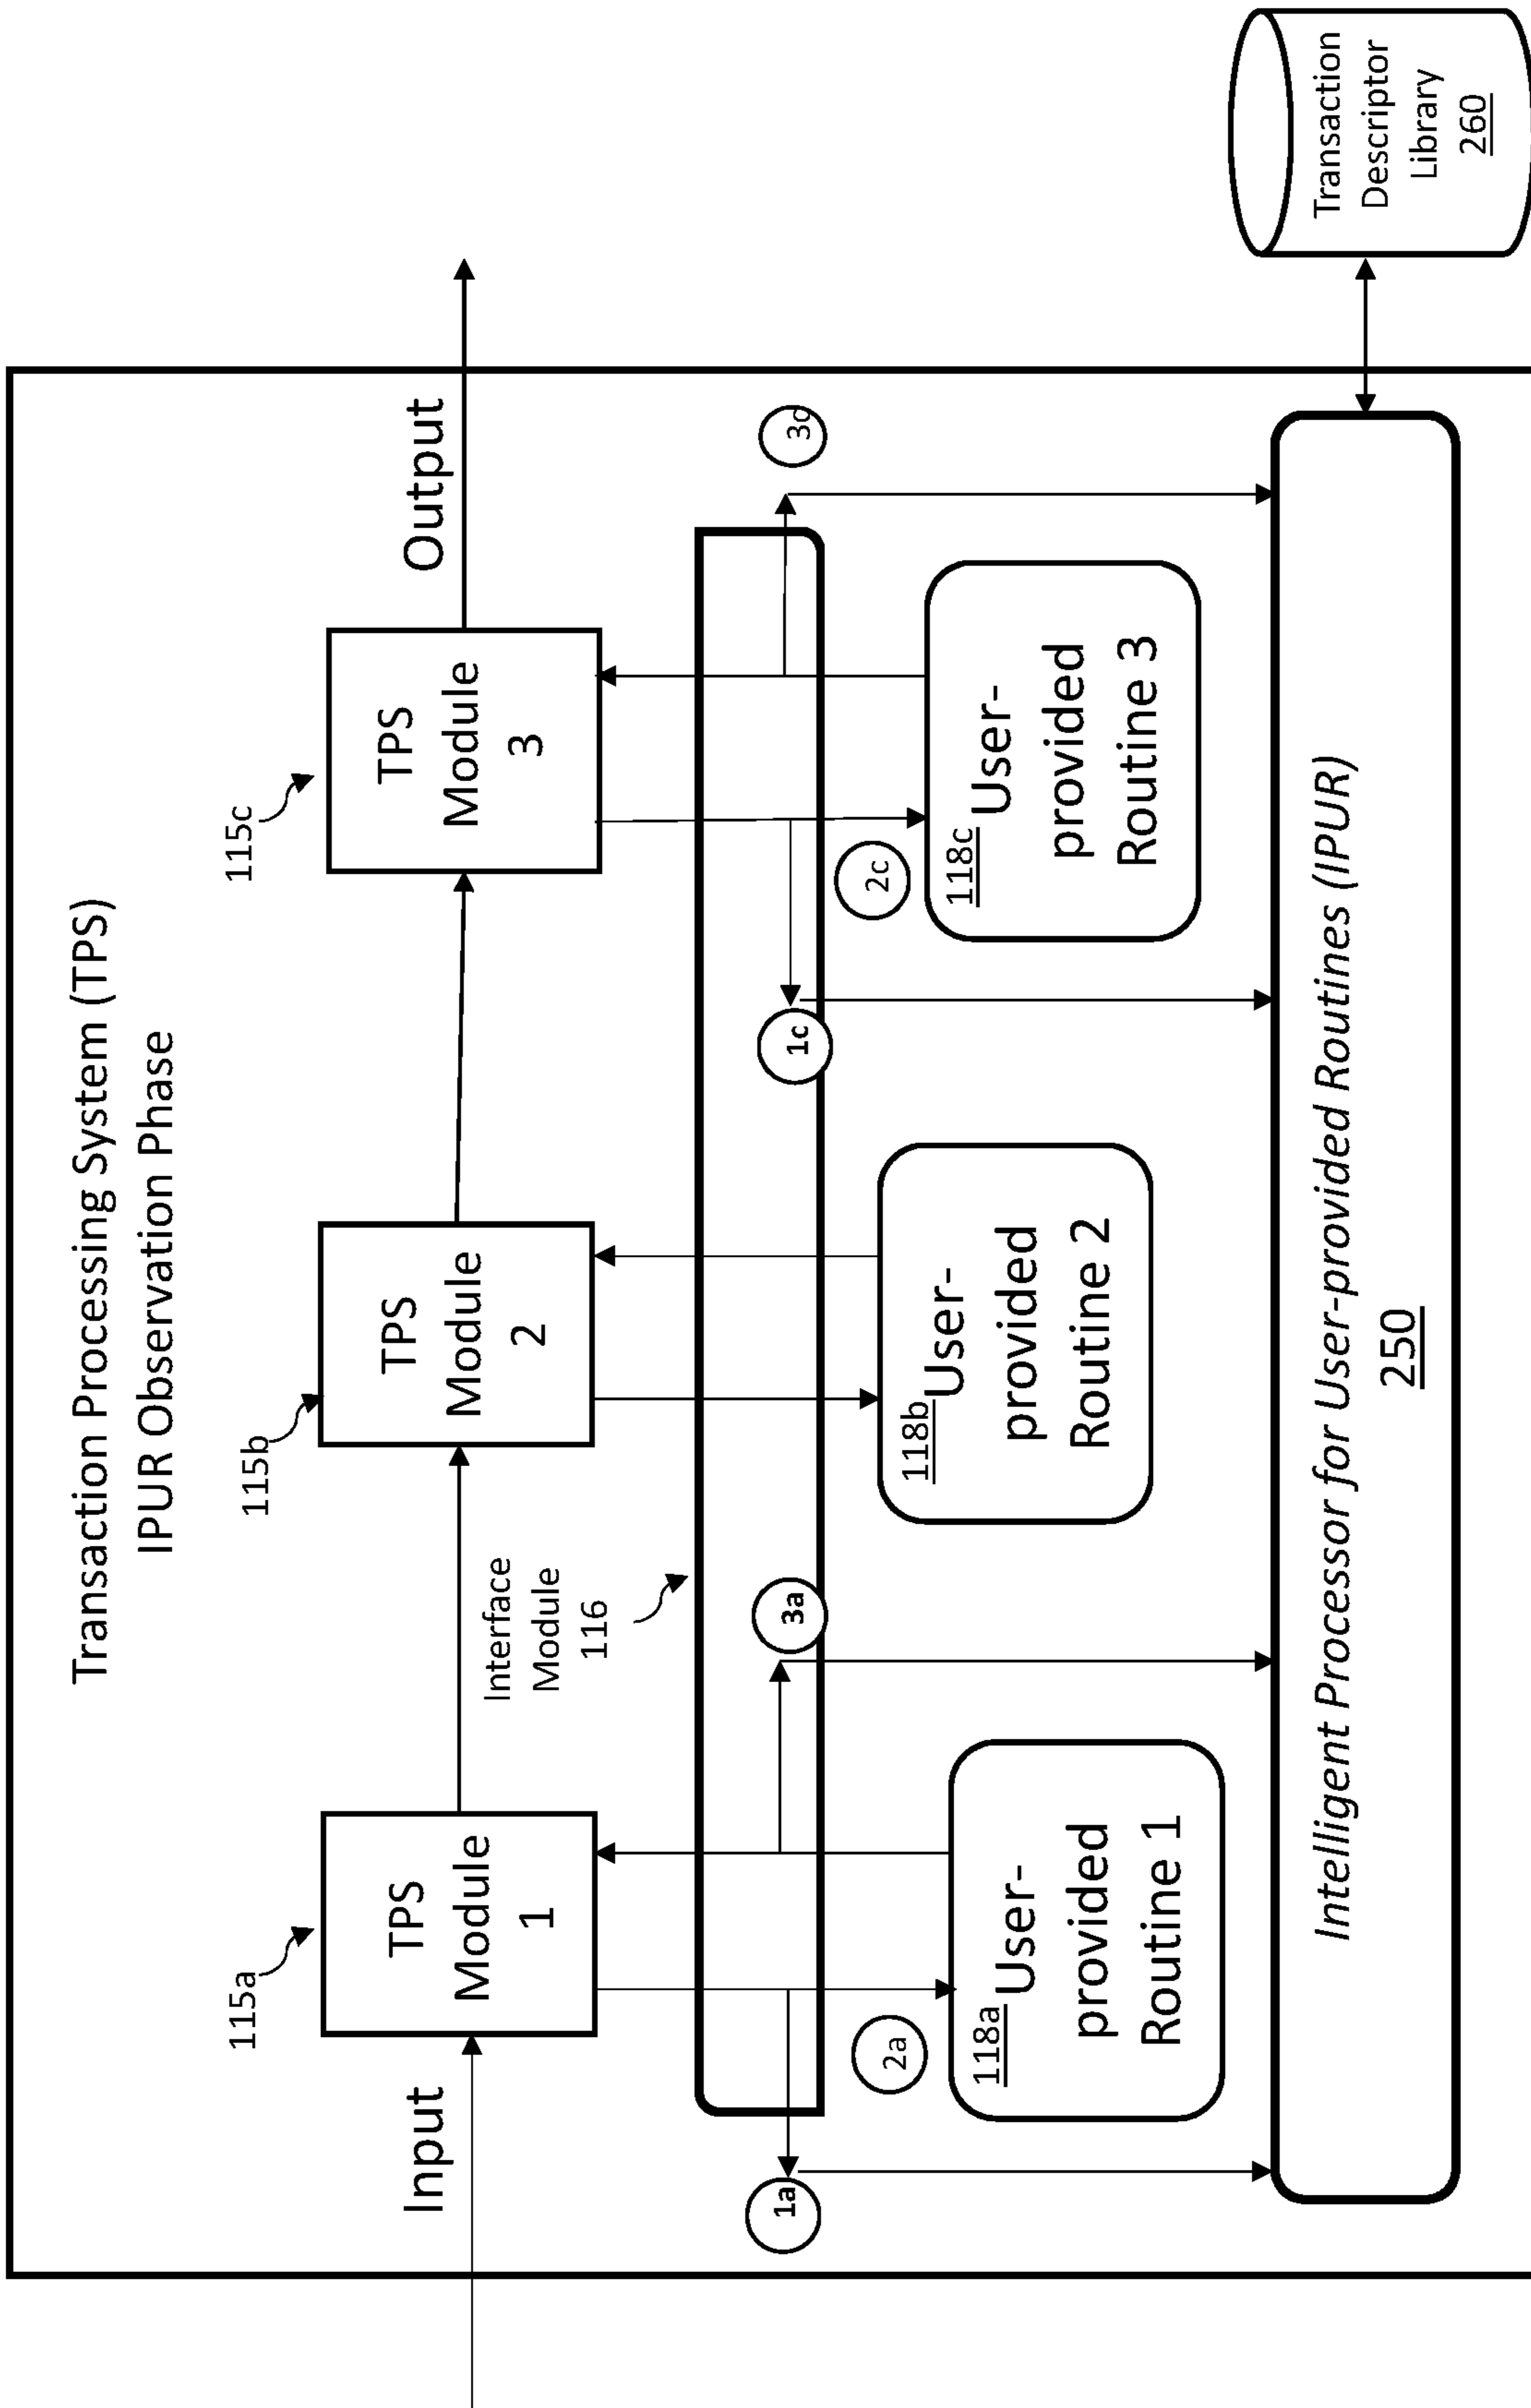 Transaction Processing System (TPS)
IPUR Observation Phase
115a
115b
115c
Input
TPS
Module
1
TPS
Module
2
TPS
Module
3
Output
Interface
Module
116
1a
3a
1c
3c
2a
2c
118a
User-
provided
Routine 1
118b
User-
provided
Routine 2
118c
User-
provided
Routine 3
Intelligent Processor for User-provided Routines (IPUR)
250
Transaction
Descriptor
Library
260